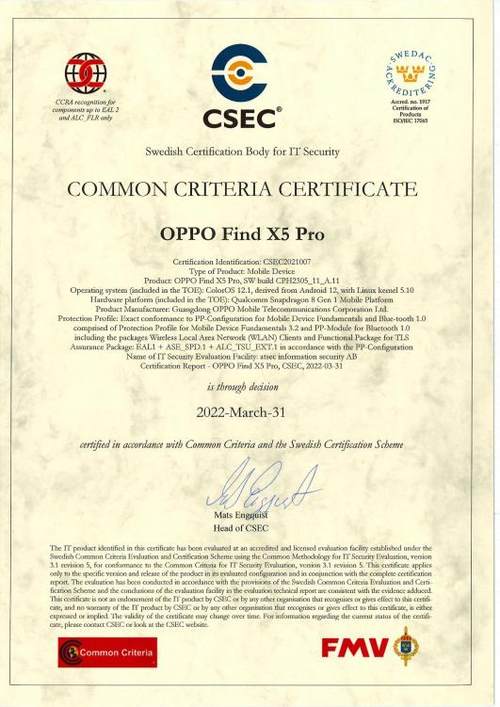 CCRA recognition for
components up to EAL 2
and ALC_FLR only
CSEC®
SWEDAC
ACKREDITERING
Accred. no. 1917
Certification of
Products
ISO/IEC 17065
Swedish Certification Body for IT Security
COMMON CRITERIA CERTIFICATE
OPPO Find X5 Pro
Certification Identification: CSEC2021007
Type of Product: Mobile Device
Product: OPPO Find X5 Pro, SW build CPH2305_11_A.11
Operating system (included in the TOE): ColorOS 12.1, derived from Android 12, with Linux kernel 5.10
Hardware platform (included in the TOE): Qualcomm Snapdragon 8 Gen 1 Mobile Platform
Product Manufacturer: Guangdong OPPO Mobile Telecommunications Corporation Ltd.
Protection Profile: Exact conformance to PP-Configuration for Mobile Device Fundamentals and Blue-tooth 1.0
comprised of Protection Profile for Mobile Device Fundamentals 3.2 and PP-Module for Bluetooth 1.0
including the packages Wireless Local Area Network (WLAN) Clients and Functional Package for TLS
Assurance Package: EAL1 + ASE_SPD.1 + ALC_TSU_EXT.1 in accordance with the PP-Configuration
Name of IT Security Evaluation Facility: atsec information security AB
Certification Report - OPPO Find X5 Pro, CSEC, 2022-03-31
is through decision
2022-March-31
certified in accordance with Common Criteria and the Swedish Certification Scheme
Mats Engquist
Head of CSEC
The IT product identified in this certificate has been evaluated at an accredited and licensed evaluation facility established under the
Swedish Common Criteria Evaluation and Certification Scheme using the Common Methodology for IT Security Evaluation, version
3.1 revision 5, for conformance to the Common Criteria for IT Security Evaluation, version 3.1 revision 5. This certificate applies
only to the specific version and release of the product in its evaluated configuration and in conjunction with the complete certification
report. The evaluation has been conducted in accordance with the provisions of the Swedish Common Criteria Evaluation and Certi-
fication Scheme and the conclusions of the evaluation facility in the evaluation technical report are consistent with the evidence adduced.
This certificate is not an endorsement of the IT product by CSEC or by any other organisation that recognises or gives effect to this certifi-
cate, and no warranty of the IT product by CSEC or by any other organisation that recognises or gives effect to this certificate, is either
expressed or implied. The validity of the certificate may change over time. For information regarding the current status of the certifi-
cate, please contact CSEC or look at the CSEC website.
Common Criteria
FMV